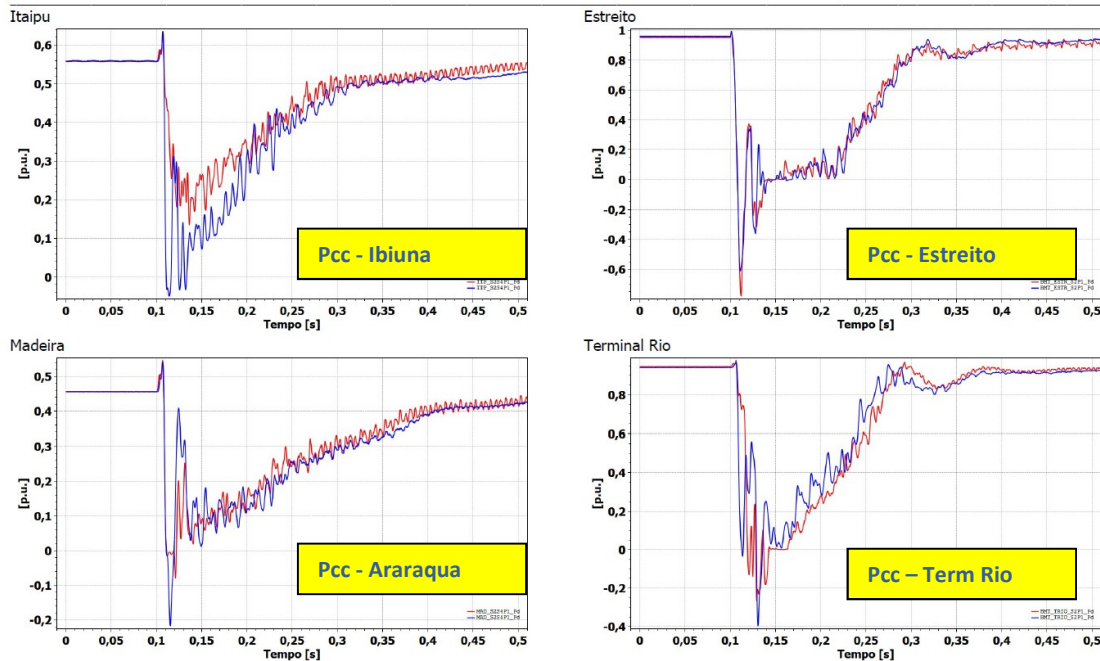 Itaipu
0,6
0,5
0,4
0,3
0,2
0,1
0
[p.u.]
Pcc - Ibiuna
0 0,05 0,1 0,15 0,2 0,25 0,3 0,35 0,4 0,45 0,5
Tempo [s]
Estreito
1
0,8
0,6
0,4
0,2
0
-0,2
-0,4
-0,6
[p.u.]
Pcc - Estreito
0 0,05 0,1 0,15 0,2 0,25 0,3 0,35 0,4 0,45 0,5
Tempo [s]
Madeira
0,5
0,4
0,3
0,2
0,1
0
-0,1
-0,2
[p.u.]
Pcc - Araraqua
0 0,05 0,1 0,15 0,2 0,25 0,3 0,35 0,4 0,45 0,5
Tempo [s]
Terminal Rio
0,8
0,6
0,4
0,2
0
-0,2
-0,4
[p.u.]
Pcc – Term Rio
0 0,05 0,1 0,15 0,2 0,25 0,3 0,35 0,4 0,45 0,5
Tempo [s]